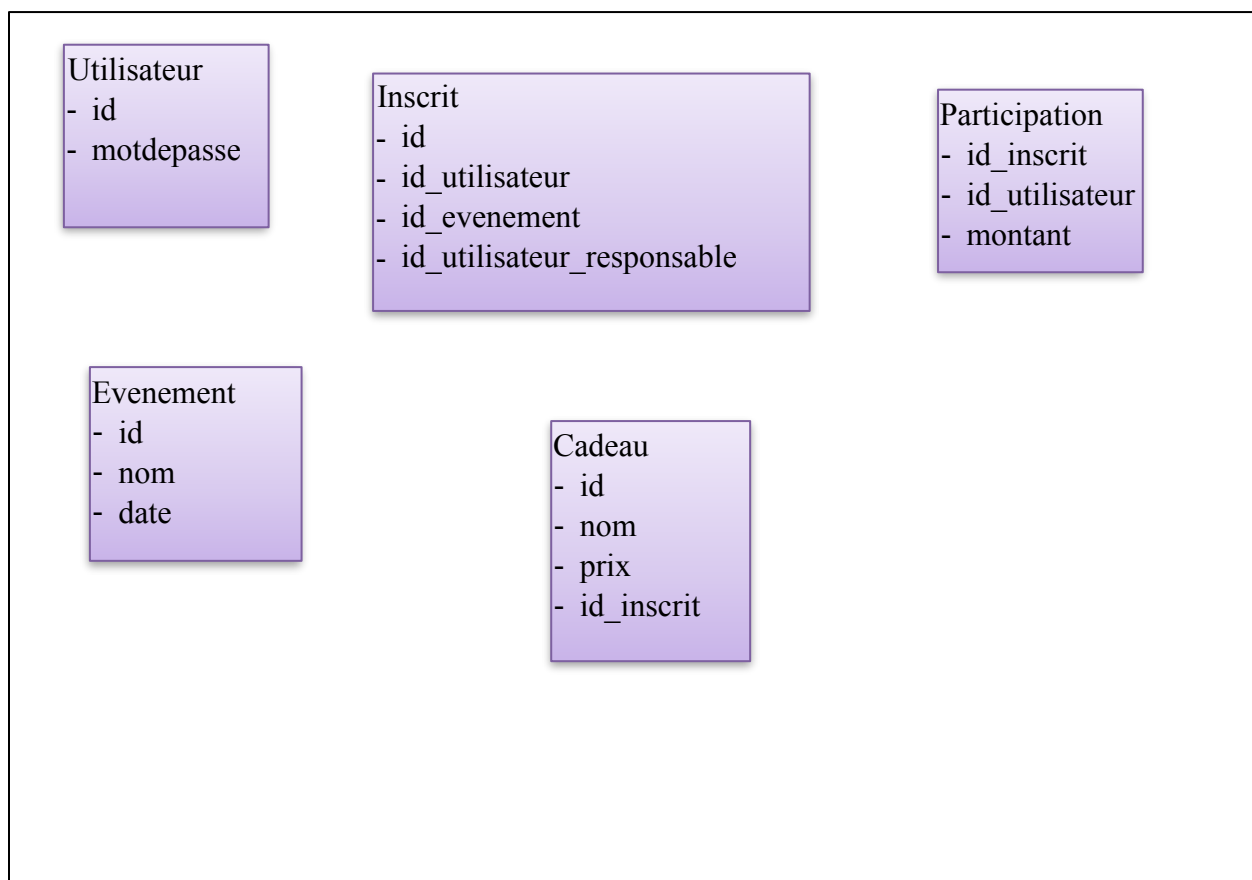 Utilisateur
- id
- motdepasse
Inscrit
- id
- id_utilisateur
- id_evenement
- id_utilisateur_responsable
Participation
- id_inscrit
- id_utilisateur
- montant
Evenement
- id
- nom
- date
Cadeau
- id
- nom
- prix
- id_inscrit